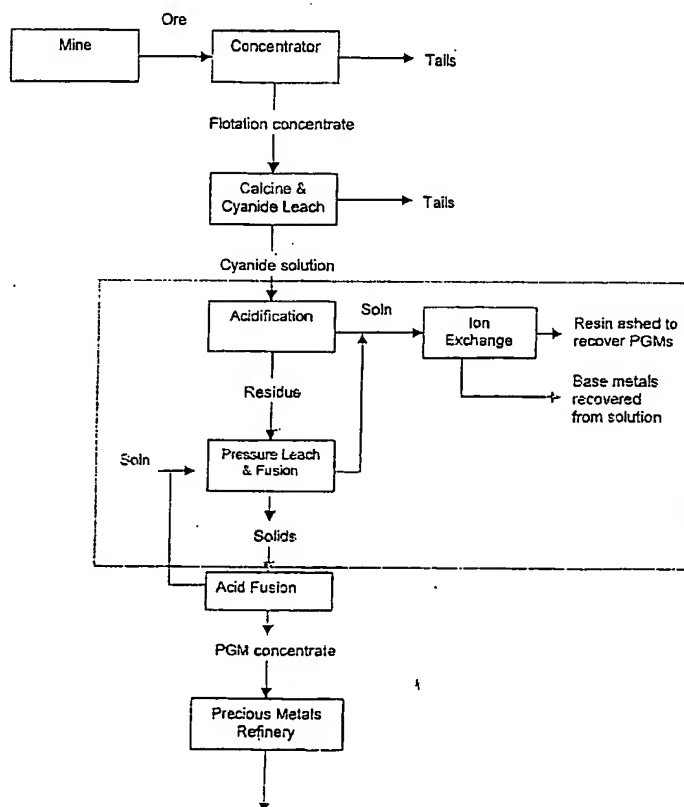 Ore
Mine
Concentrator
Tails
Flotation concentrate
Calcine &
Cyanide Leach
Tails
Cyanide solution
Acidification
Soln
Ion
Exchange
Resin ashed to
recover PGMs
Residue
Base metals
recovered
from solution
Soln
Pressure Leach
& Fusion
Solids
Acid Fusion
PGM concentrate
Precious Metals
Refinery